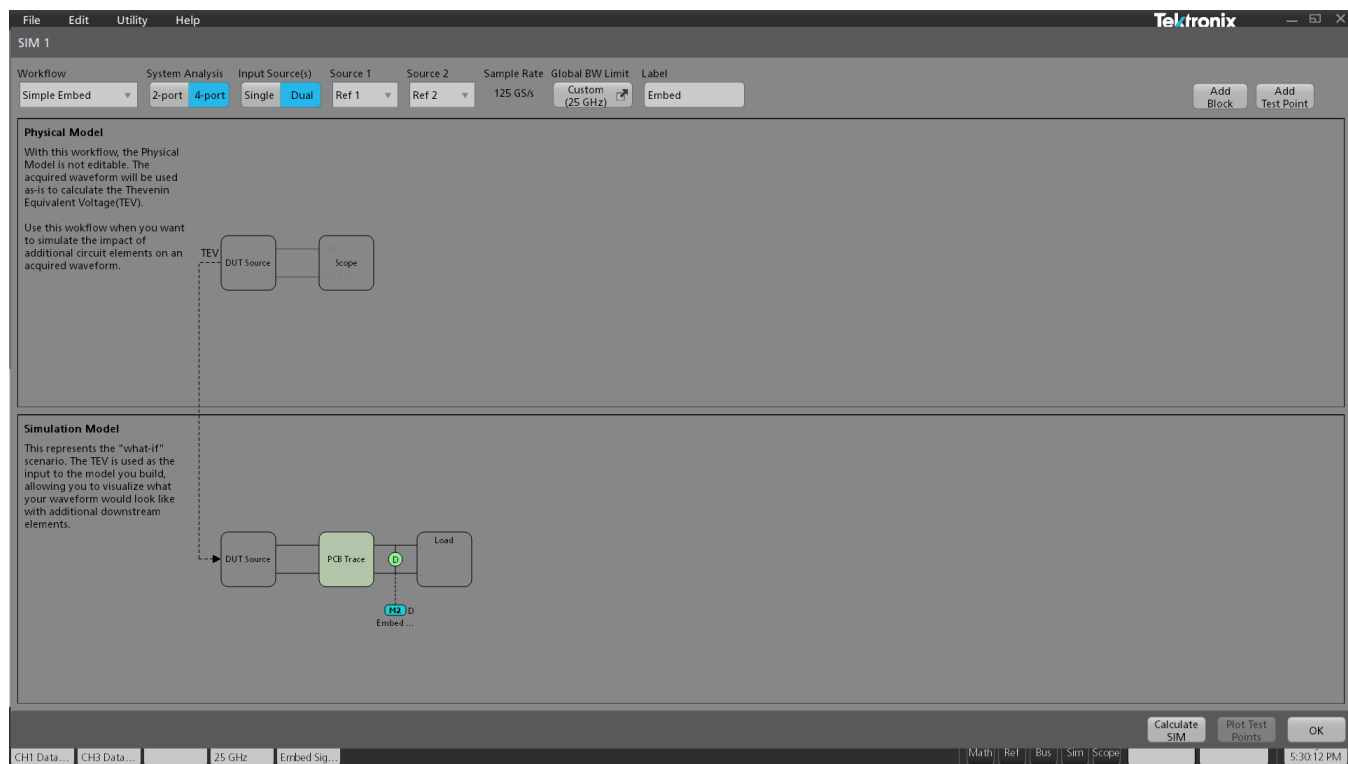 File Edit Utility Help
Tektronix
SIM 1
Workflow System Analysis Input Source(s) Source 1 Source 2 Sample Rate Global BW Limit Label
Simple Embed 2-port 4-port Single Dual Ref 1 Ref 2 125 GS/s Custom (25 GHz) Embed
Add Block
Add Test Point
Physical Model
With this workflow, the Physical
Model is not editable. The
acquired waveform will be used
as-is to calculate the Thevenin
Equivalent Voltage(TEV).
Use this wokflow when you want
to simulate the impact of
additional circuit elements on an
acquired waveform.
TEV
DUT Source
Scope
Simulation Model
This represents the "what-if"
scenario. The TEV is used as the
input to the model you build,
allowing you to visualize what
your waveform would look like
with additional downstream
elements.
DUT Source
PCB Trace
D
Load
M2 D
Embed ...
Calculate SIM
Plot Test Points
OK
CH1 Data... CH3 Data... 25 GHz Embed Sig... Math Ref Bus Sim Scope 5:30:12 PM